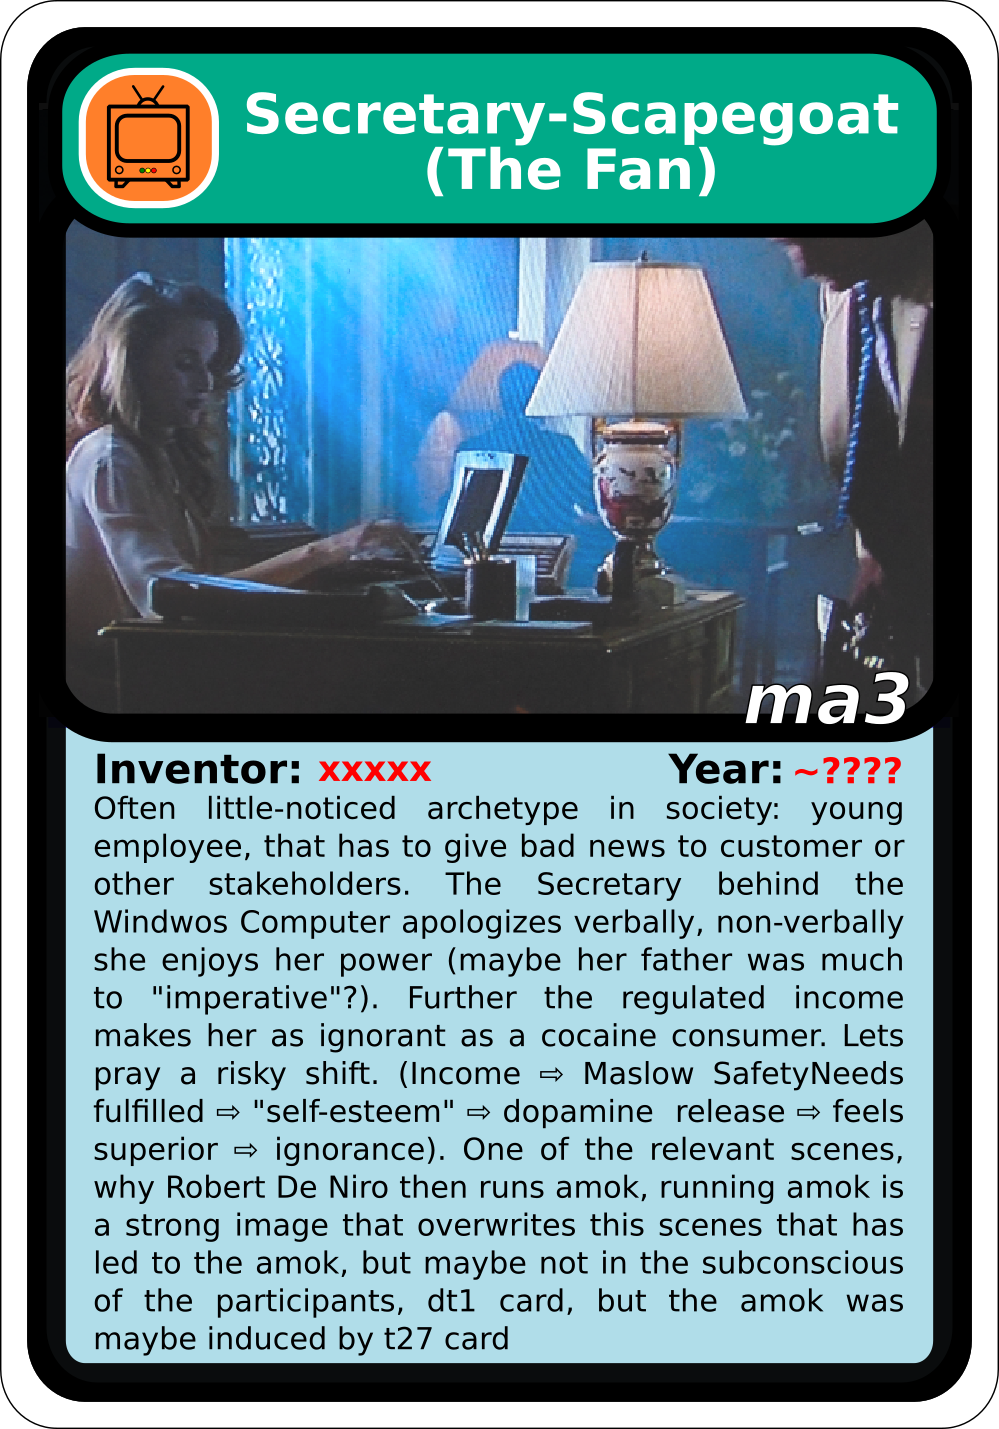 Secretary-Scapegoat
(The Fan)
ma3
Inventor: xxxxx Year: ~????
Often little-noticed archetype in society: young
employee, that has to give bad news to customer or
other stakeholders. The Secretary behind the
Windwos Computer apologizes verbally, non-verbally
she enjoys her power (maybe her father was much
to "imperative"?). Further the regulated income
makes her as ignorant as a cocaine consumer. Lets
pray a risky shift. (Income ⇨ Maslow SafetyNeeds
fulfilled ⇨ "self-esteem" ⇨ dopamine release ⇨ feels
superior ⇨ ignorance). One of the relevant scenes,
why Robert De Niro then runs amok, running amok is
a strong image that overwrites this scenes that has
led to the amok, but maybe not in the subconscious
of the participants, dt1 card, but the amok was
maybe induced by t27 card